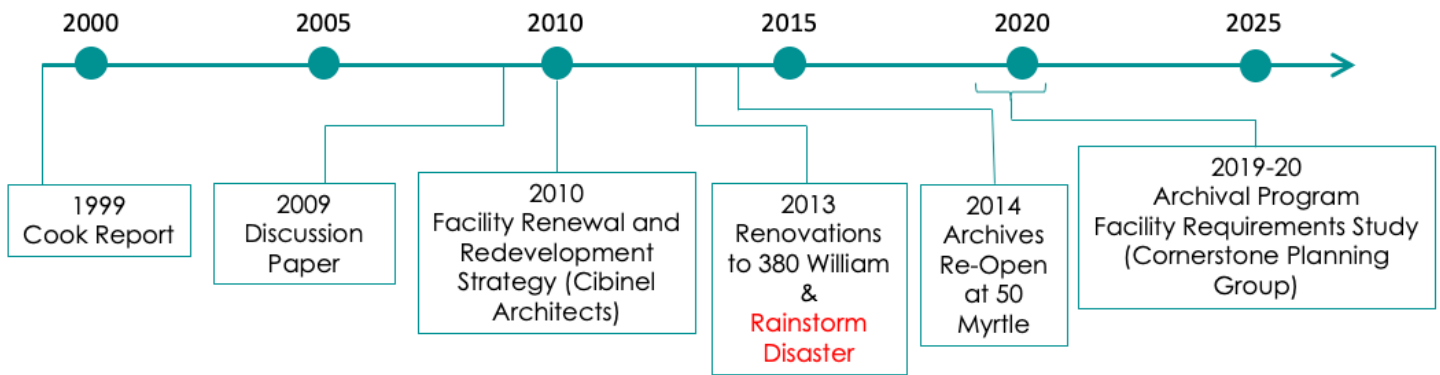 2000 2005 2010 2015 2020 2025
1999
Cook Report
2009
Discussion
Paper
2010
Facility Renewal and
Redevelopment
Strategy (Cibinel
Architects)
2013
Renovations
to 380 William
&
Rainstorm
Disaster
2014
Archives
Re-Open
at 50
Myrtle
2019-20
Archival Program
Facility Requirements Study
(Cornerstone Planning
Group)